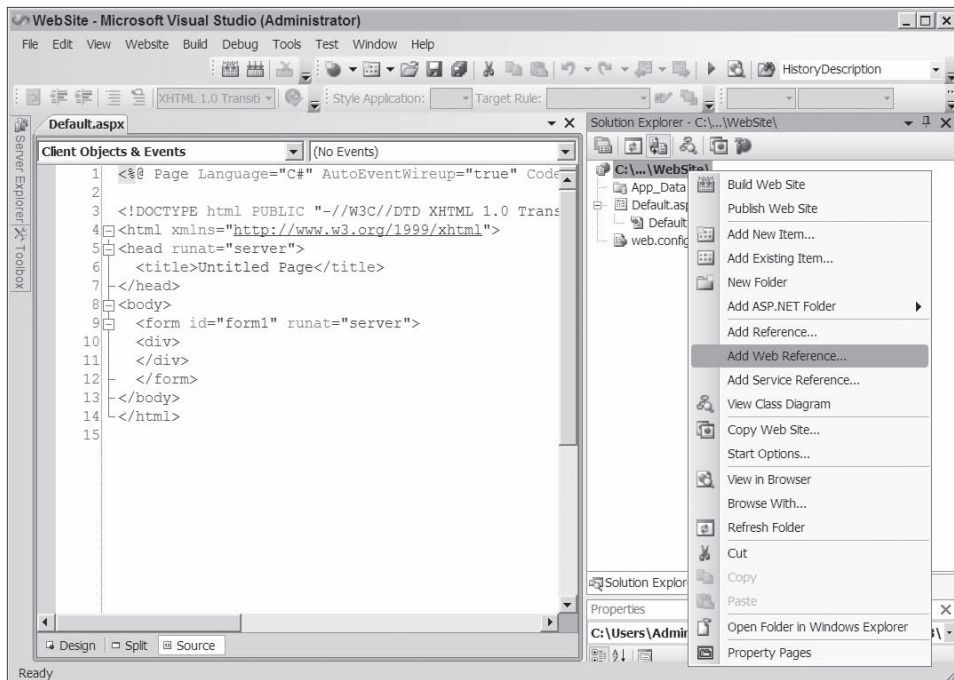 WebSite - Microsoft Visual Studio (Administrator)
File Edit View Website Build Debug Tools Test Window Help
HistoryDescription
XHTML 1.0 Transiti
Style Application:
Target Rule:
Server Explorer
Toolbox
Default.aspx
Client Objects & Events
(No Events)
1 <%@ Page Language="C#" AutoEventWireup="true" Code
2
3 <!DOCTYPE html PUBLIC "-//W3C//DTD XHTML 1.0 Trans
4 <html xmlns="http://www.w3.org/1999/xhtml">
5 <head runat="server">
6 <title>Untitled Page</title>
7 </head>
8 <body>
9 <form id="form1" runat="server">
10 <div>
11 </div>
12 </form>
13 </body>
14 </html>
15
Design Split Source
Ready
Solution Explorer - C:\...\WebSite\
C:\...\WebSite\
App_Data
Default.asp
Default
web.config
Solution Explor
Properties
C:\Users\Admir
Build Web Site
Publish Web Site
Add New Item...
Add Existing Item...
New Folder
Add ASP.NET Folder
Add Reference...
Add Web Reference...
Add Service Reference...
View Class Diagram
Copy Web Site...
Start Options...
View in Browser
Browse With...
Refresh Folder
Cut
Copy
Paste
Open Folder in Windows Explorer
Property Pages